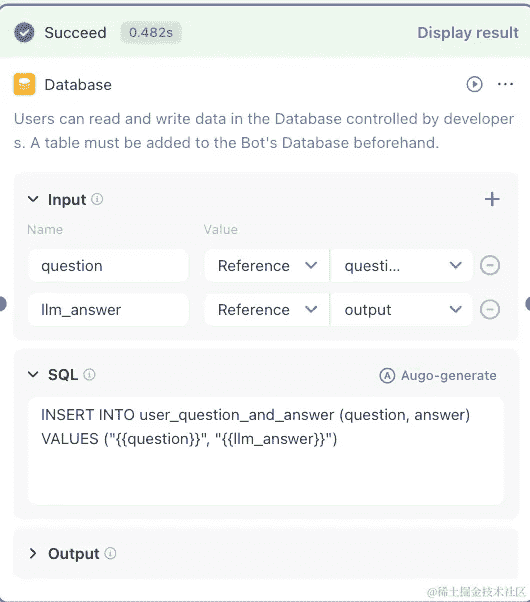 Succeed 0.482s Display result
Database
Users can read and write data in the Database controlled by developer
s. A table must be added to the Bot's Database beforehand.
Input
Name Value
question Reference questi...
llm_answer Reference output
SQL Augo-generate
INSERT INTO user_question_and_answer (question, answer)
VALUES ("{{question}}", "{{llm_answer}}")
Output
@稀土掘金技术社区